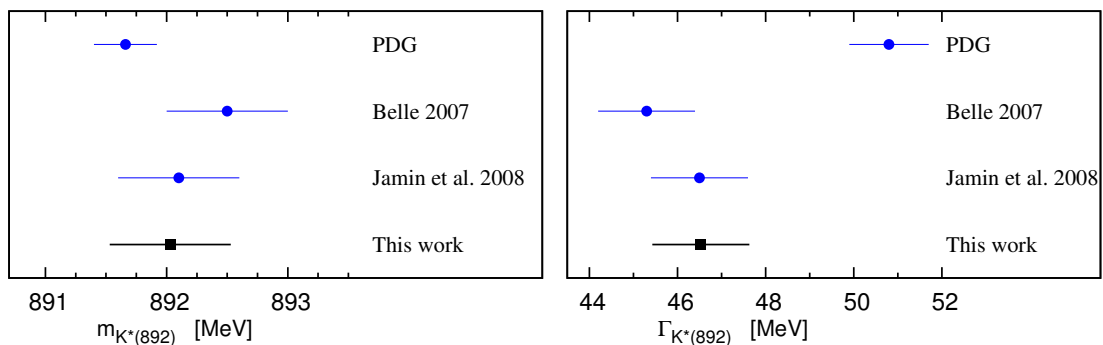 PDG
Belle 2007
Jamin et al. 2008
This work
891 892 893
m_{K*(892)} [MeV]
PDG
Belle 2007
Jamin et al. 2008
This work
44 46 48 50 52
Γ_{K*(892)} [MeV]